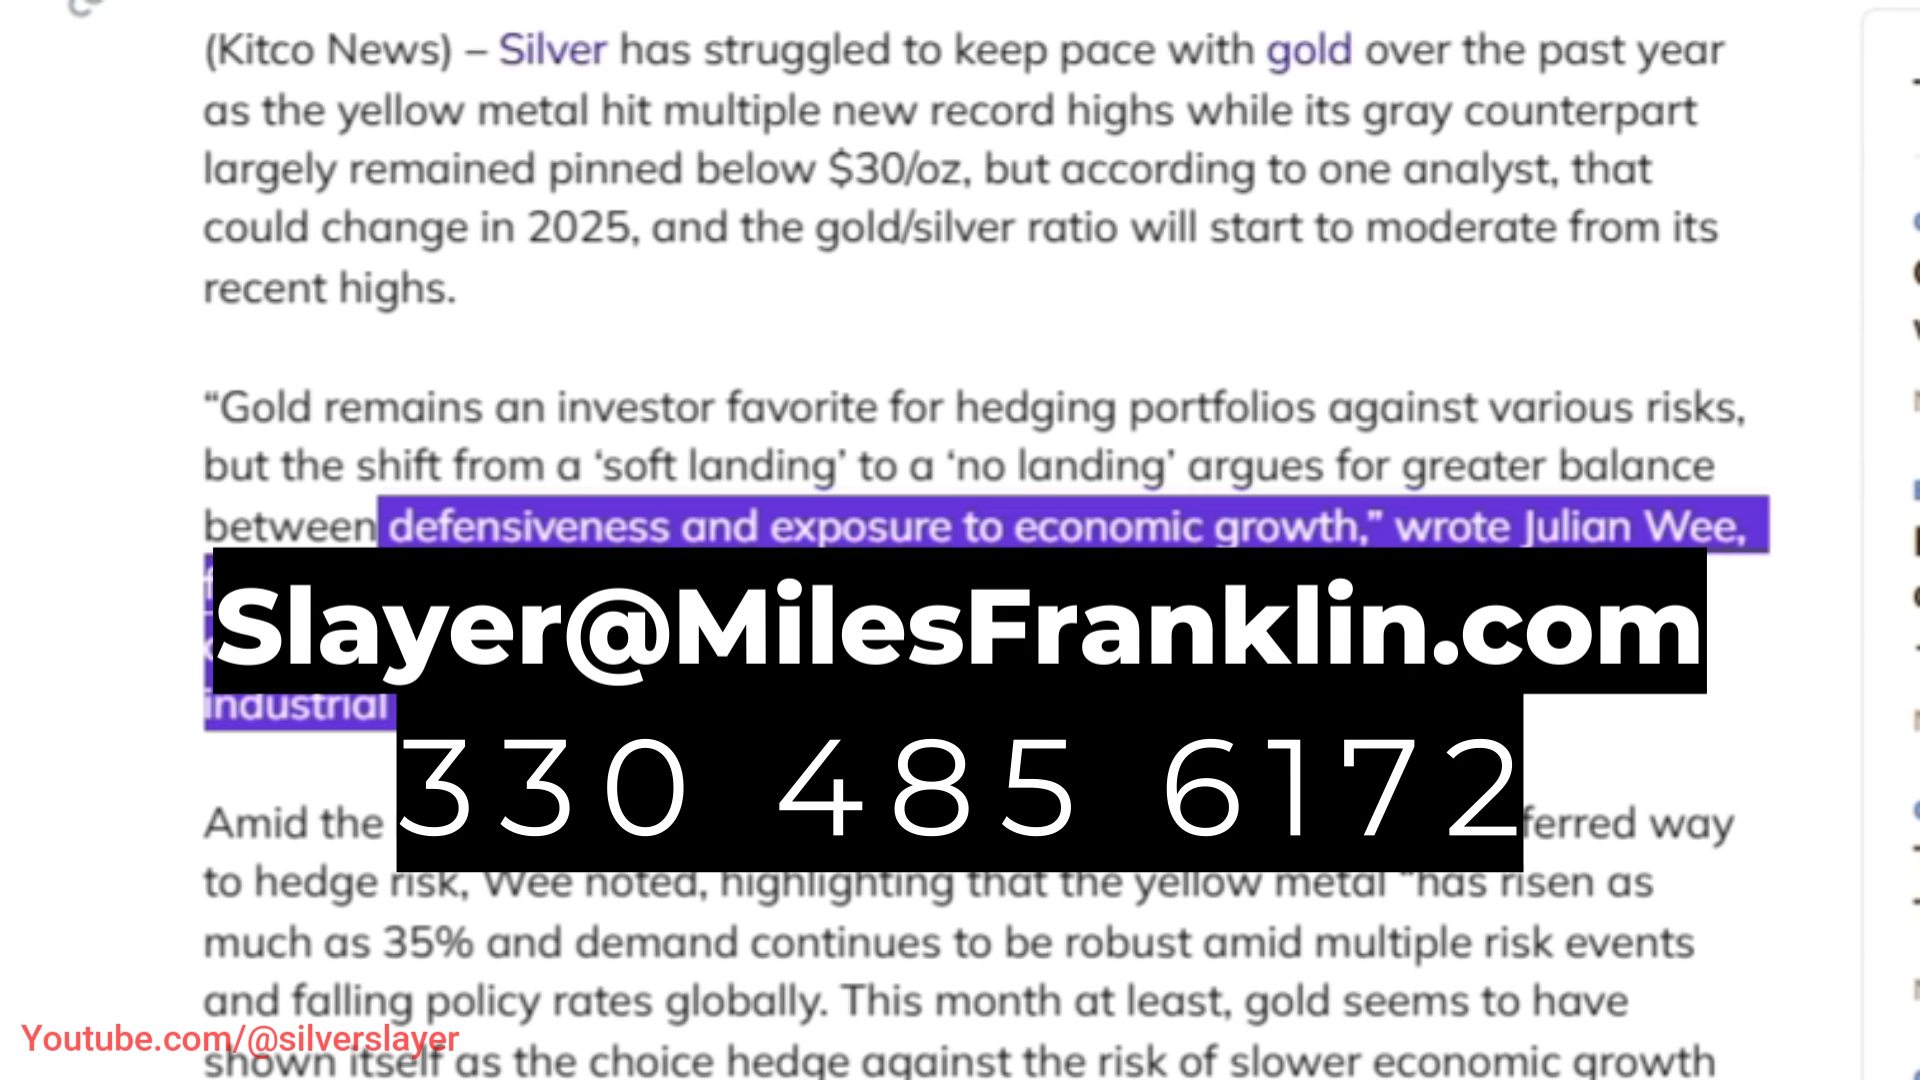 (Kitco News) – Silver has struggled to keep pace with gold over the past year
as the yellow metal hit multiple new record highs while its gray counterpart
largely remained pinned below $30/oz, but according to one analyst, that
could change in 2025, and the gold/silver ratio will start to moderate from its
recent highs.
“Gold remains an investor favorite for hedging portfolios against various risks,
but the shift from a ‘soft landing’ to a ‘no landing’ argues for greater balance
between defensiveness and exposure to economic growth,” wrote Julian Wee,
Slayer@MilesFranklin.com
industrial
330 485 6172
Amid the ferred way
to hedge risk, Wee noted, highlighting that the yellow metal “has risen as
much as 35% and demand continues to be robust amid multiple risk events
and falling policy rates globally. This month at least, gold seems to have
Youtube.com/@silverslayer
shown itself as the choice hedge against the risk of slower economic growth